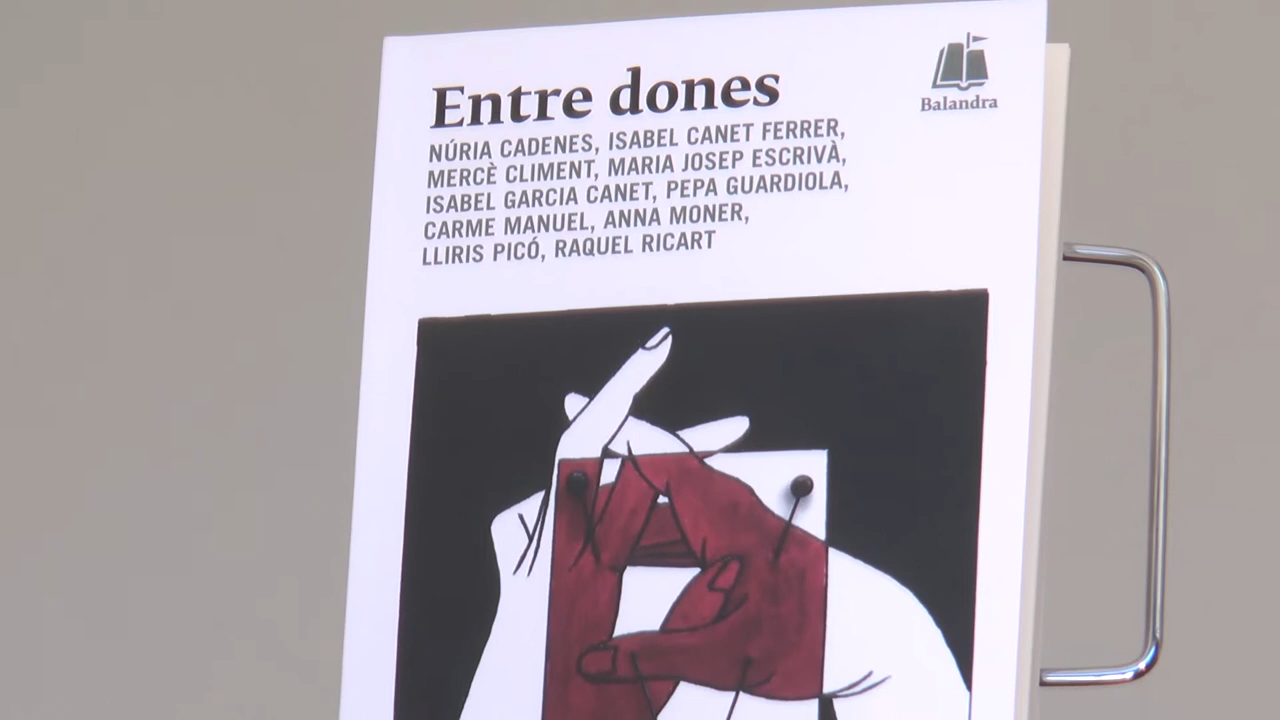 Entre dones
Balandra
NÚRIA CADENES, ISABEL CANET FERRER,
MERCÈ CLIMENT, MARIA JOSEP ESCRIVÀ,
ISABEL GARCIA CANET, PEPA GUARDIOLA,
CARME MANUEL, ANNA MONER,
LLIRIS PICÓ, RAQUEL RICART